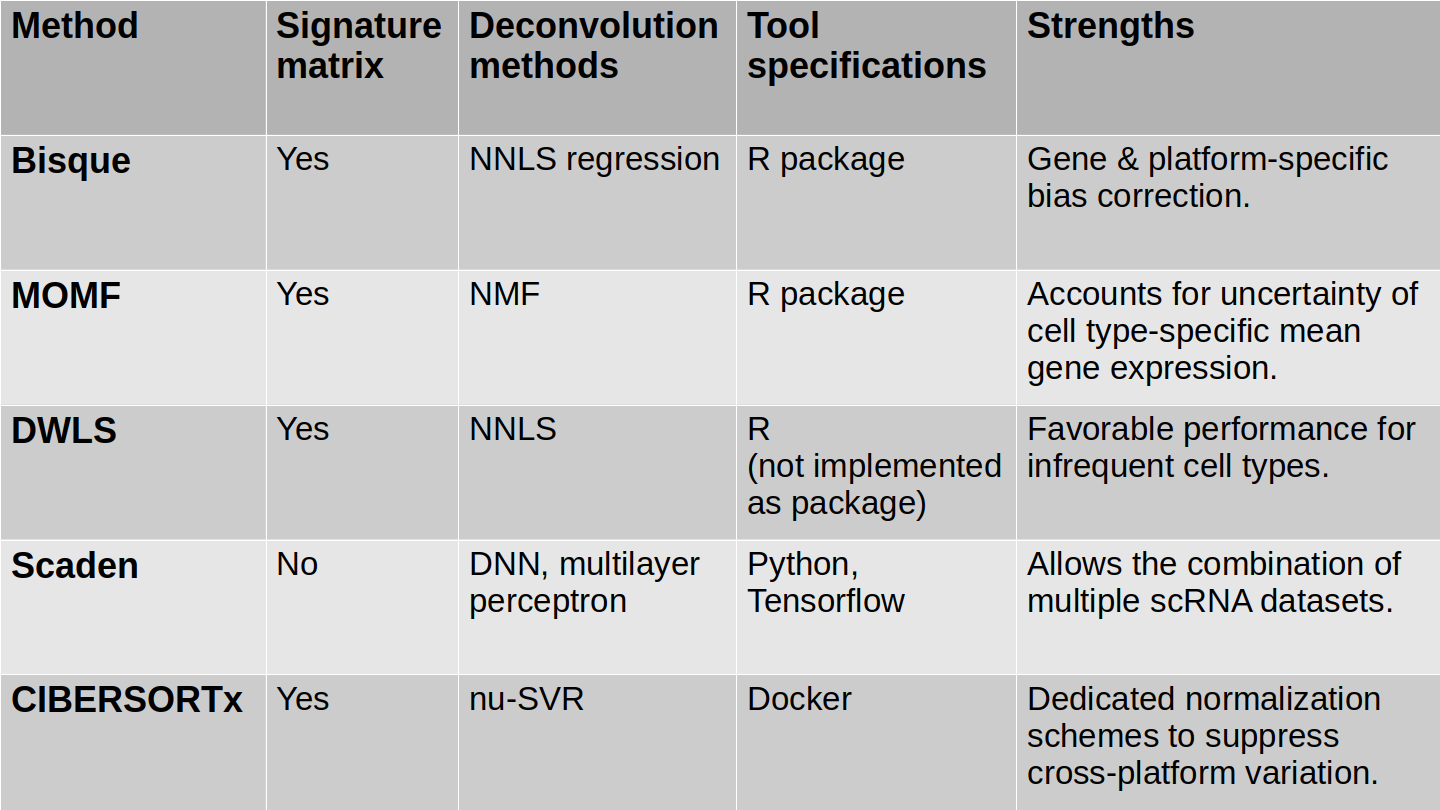 Method
Signature
matrix
Deconvolution
methods
Tool
specifications
Strengths
Bisque
Yes
NNLS regression
R package
Gene & platform-specific
bias correction.
MOMF
Yes
NMF
R package
Accounts for uncertainty of
cell type-specific mean
gene expression.
DWLS
Yes
NNLS
R
(not implemented
as package)
Favorable performance for
infrequent cell types.
Scaden
No
DNN, multilayer
perceptron
Python,
Tensorflow
Allows the combination of
multiple scRNA datasets.
CIBERSORTx
Yes
nu-SVR
Docker
Dedicated normalization
schemes to suppress
cross-platform variation.